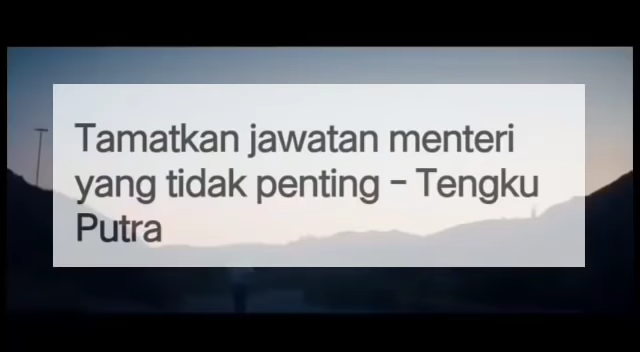 Tamatkan jawatan menteri
yang tidak penting - Tengku
Putra